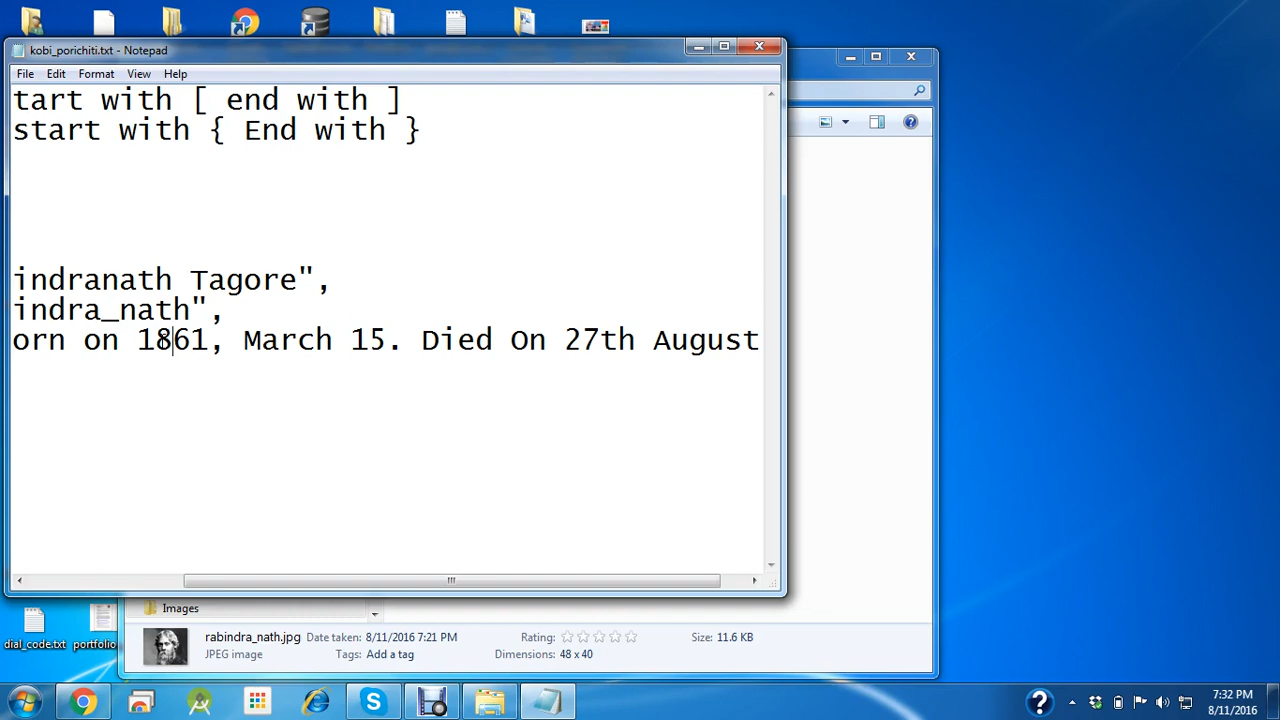 kobi_porichiti.txt - Notepad
File Edit Format View Help
tart with [ end with ]
start with { End with }
indranath Tagore",
indra_nath",
orn on 1861, March 15. Died On 27th August
Images
rabindra_nath.jpg Date taken: 8/11/2016 7:21 PM Rating: Size: 11.6 KB
JPEG image Tags: Add a tag Dimensions: 48 x 40
dial_code.txt portfolio
7:32 PM
8/11/2016